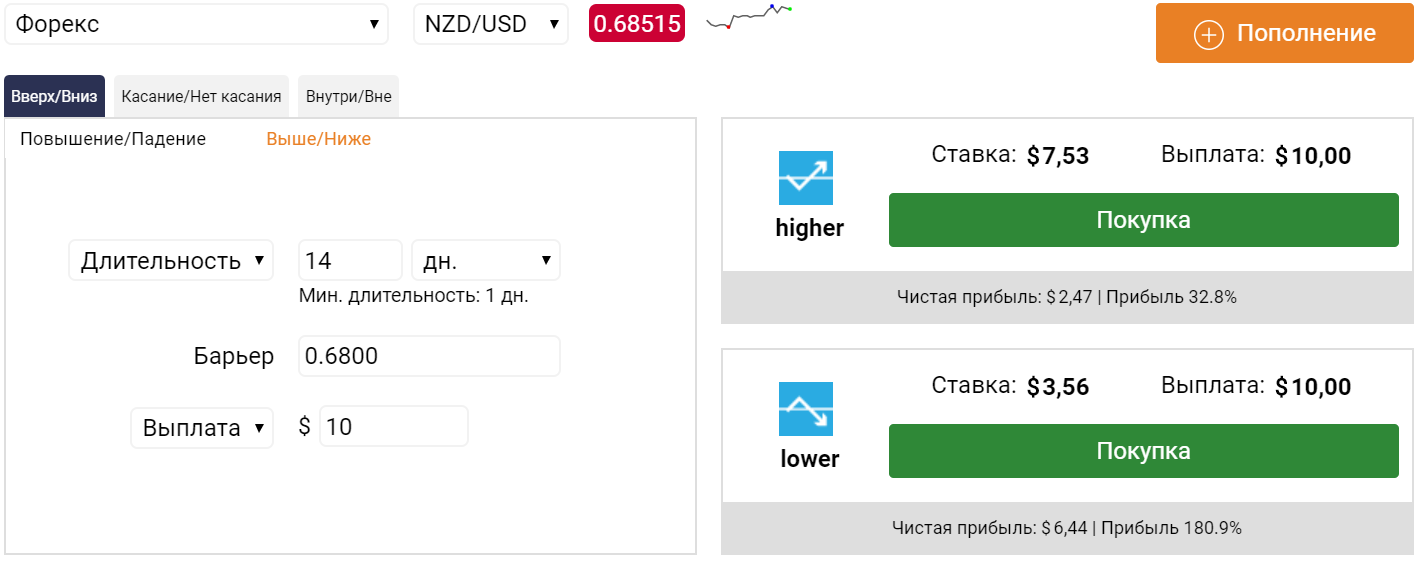 Форекс NZD/USD 0.68515 Пополнение
Вверх/Вниз Касание/Нет касания Внутри/Вне
Повышение/Падение Выше/Ниже
Длительность 14 дн.
Мин. длительность: 1 дн.
Барьер 0.6800
Выплата $ 10
Ставка: $7,53 Выплата: $10,00
higher
Покупка
Чистая прибыль: $2,47 | Прибыль 32.8%
Ставка: $3,56 Выплата: $10,00
lower
Покупка
Чистая прибыль: $6,44 | Прибыль 180.9%